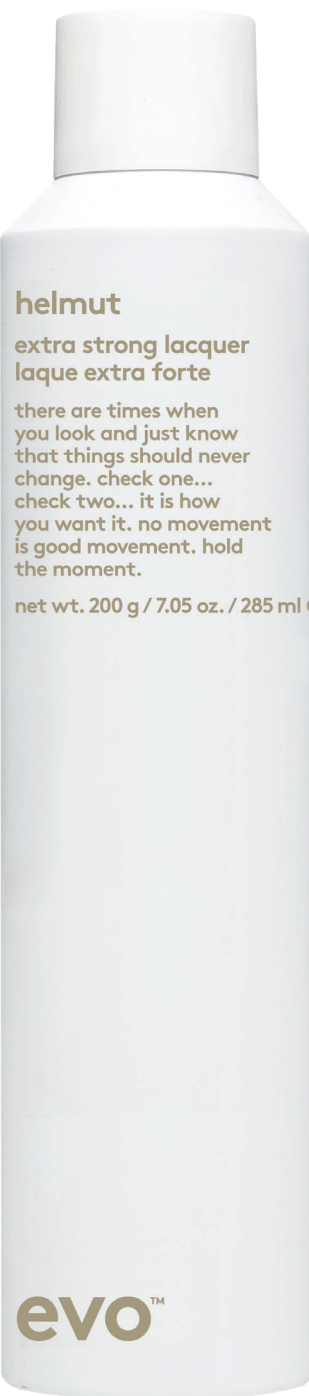 helmut
extra strong lacquer
laque extra forte
there are times when
you look and just know
that things should never
change. check one...
check two... it is how
you want it. no movement
is good movement. hold
the moment.
net wt. 200 g / 7.05 oz. / 285 ml
evo™